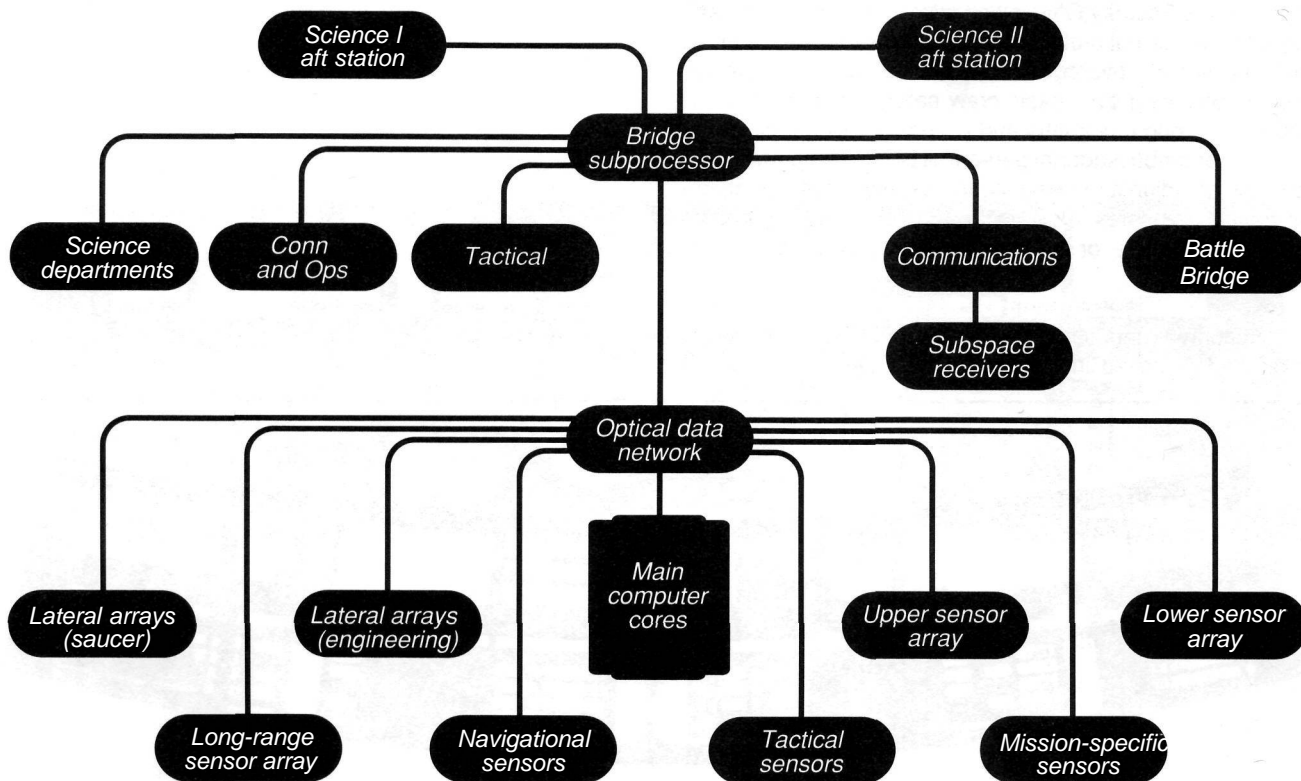 Science I
aft station
Science II
aft station
Bridge
subprocessor
Science
departments
Conn
and Ops
Tactical
Communications
Battle
Bridge
Subspace
receivers
Optical data
network
Main
computer
cores
Lateral arrays
(saucer)
Lateral arrays
(engineering)
Upper sensor
array
Lower sensor
array
Long-range
sensor array
Navigational
sensors
Tactical
sensors
Mission-specific
sensors